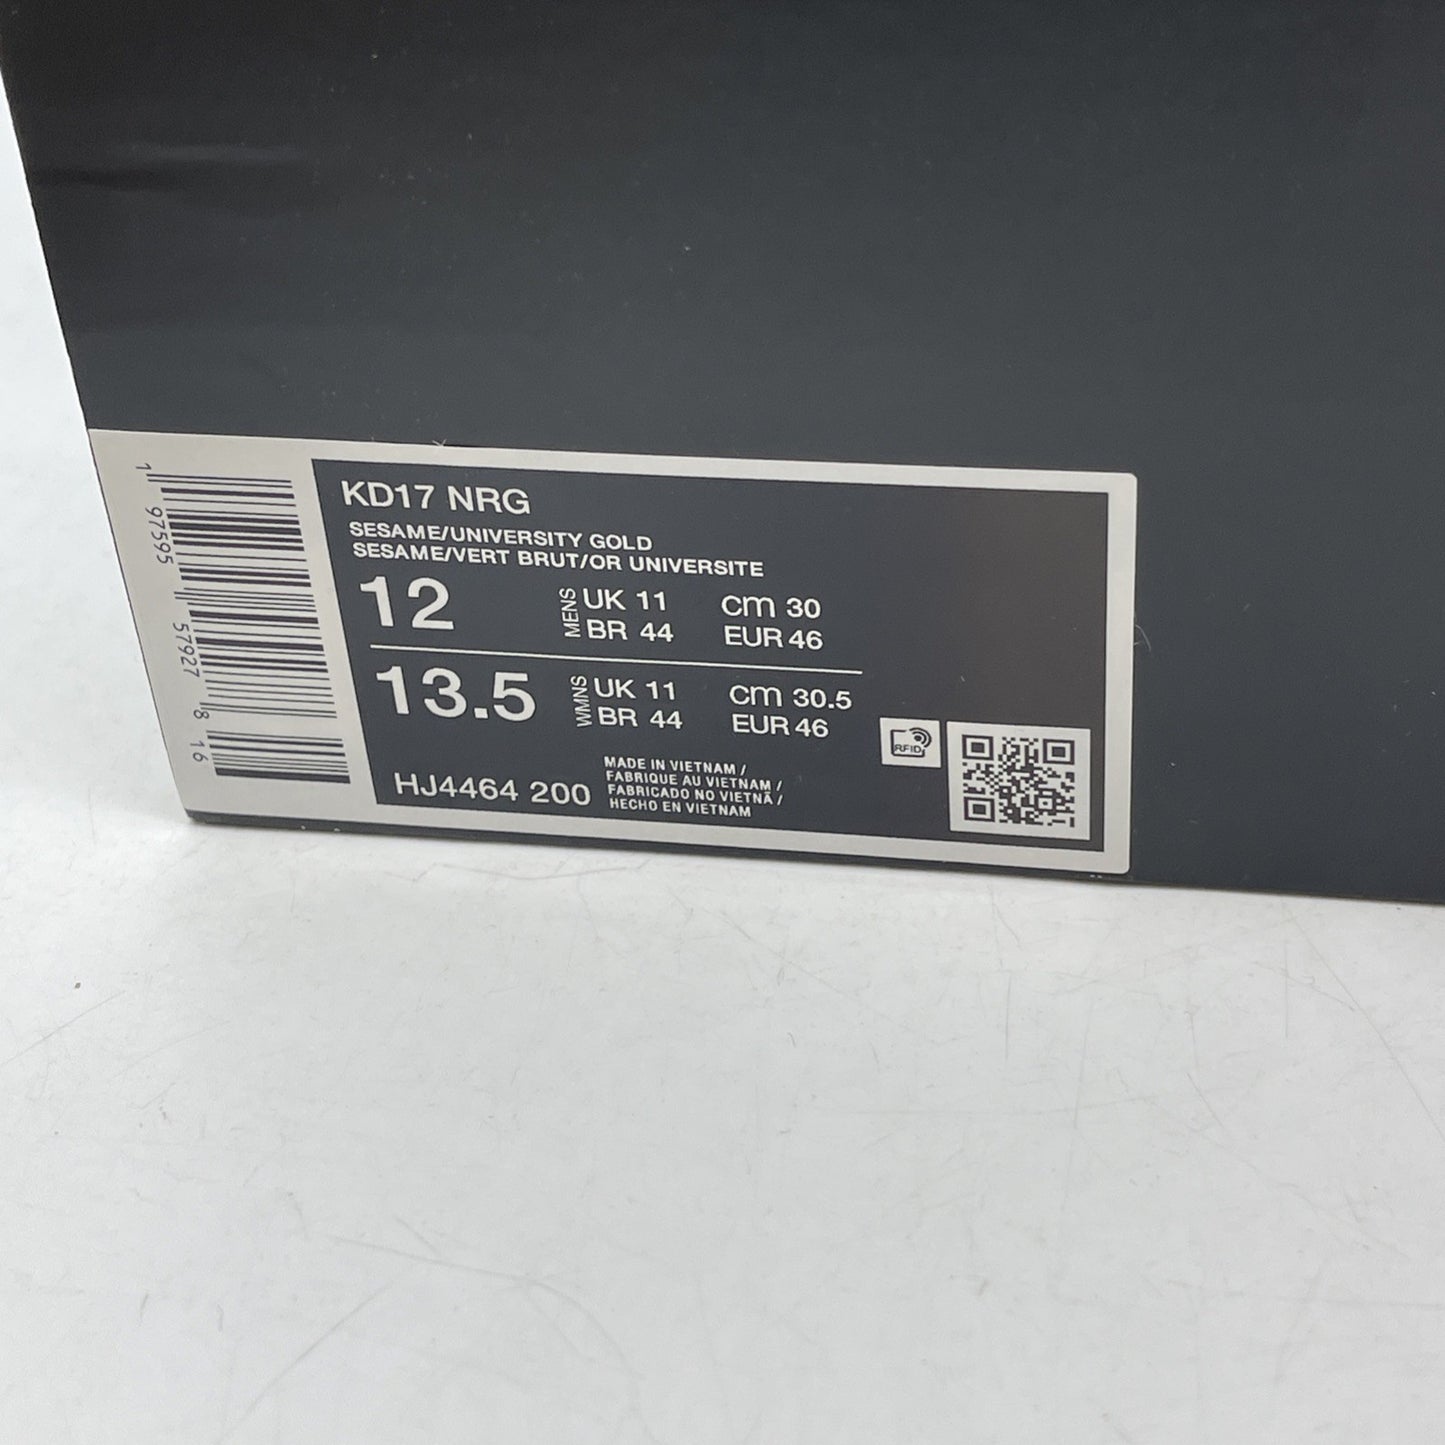 1 97595 57927 8 16
KD17 NRG
SESAME/UNIVERSITY GOLD
SESAME/VERT BRUT/OR UNIVERSITE
12 MENS UK 11 cm 30
BR 44 EUR 46
13.5 WMNS UK 11 cm 30.5
BR 44 EUR 46
HJ4464 200
MADE IN VIETNAM /
FABRIQUE AU VIETNAM /
FABRICADO NO VIETNÃ /
HECHO EN VIETNAM
RFID